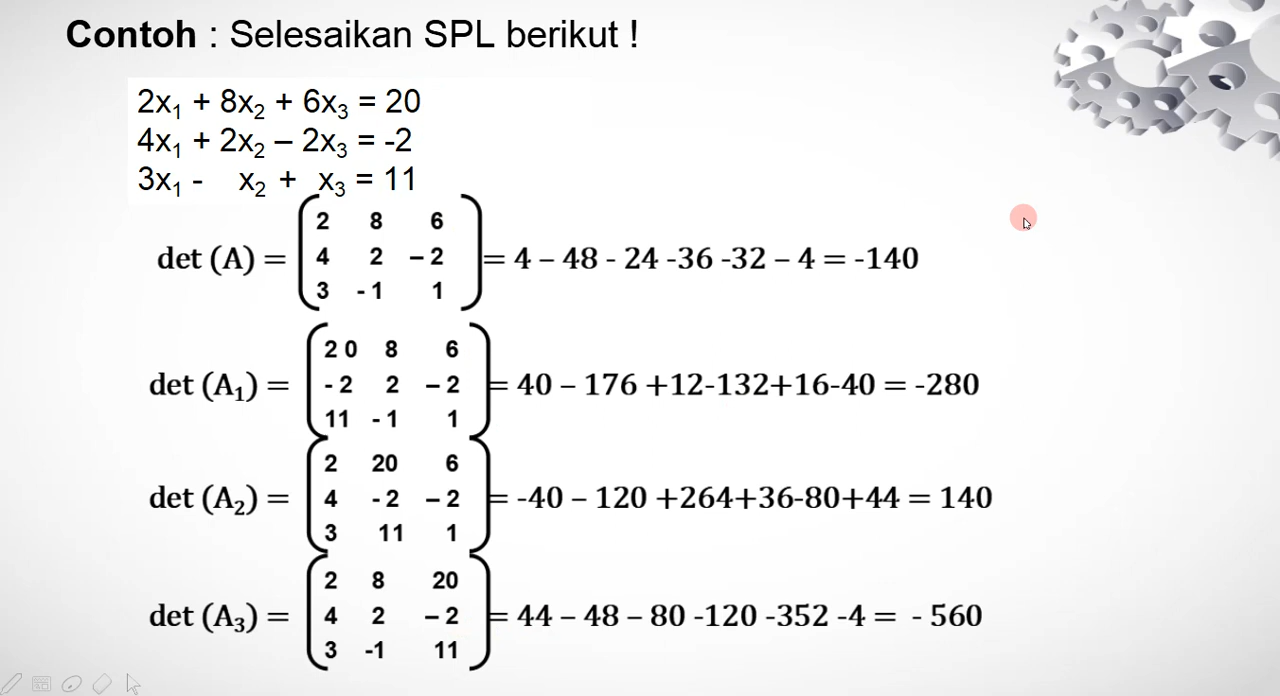 Contoh : Selesaikan SPL berikut !
2x₁ + 8x₂ + 6x₃ = 20
4x₁ + 2x₂ – 2x₃ = -2
3x₁ - x₂ + x₃ = 11
2 8 6
det (A) = 4 2 – 2 = 4 – 48 - 24 -36 -32 – 4 = -140
3 - 1 1
2 0 8 6
det (A₁) = - 2 2 – 2 = 40 – 176 +12-132+16-40 = -280
11 - 1 1
2 20 6
det (A₂) = 4 - 2 – 2 = -40 – 120 +264+36-80+44 = 140
3 11 1
2 8 20
det (A₃) = 4 2 – 2 = 44 – 48 – 80 -120 -352 -4 = - 560
3 -1 11